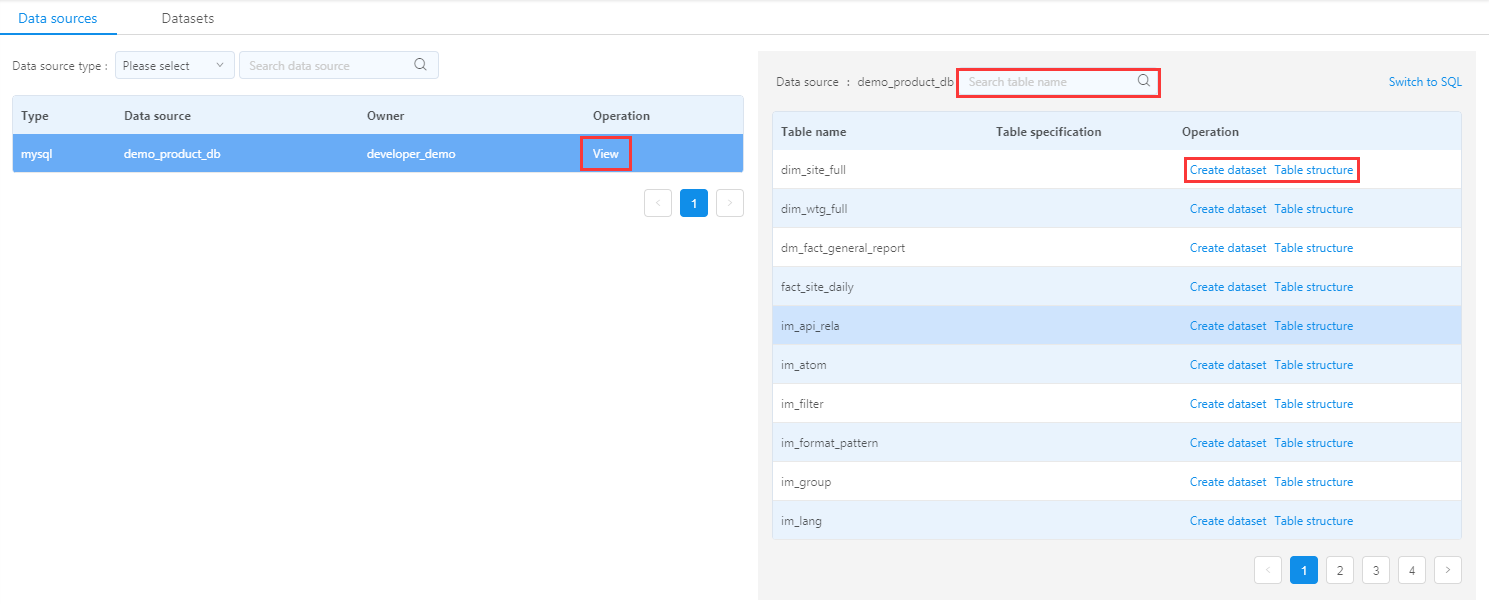 Data sources Datasets
Data source type : Please select Search data source
Type Data source Owner Operation
mysql demo_product_db developer_demo View
1
Data source : demo_product_db Search table name Switch to SQL
Table name Table specification Operation
dim_site_full Create dataset Table structure
dim_wtg_full Create dataset Table structure
dm_fact_general_report Create dataset Table structure
fact_site_daily Create dataset Table structure
im_api_rela Create dataset Table structure
im_atom Create dataset Table structure
im_filter Create dataset Table structure
im_format_pattern Create dataset Table structure
im_group Create dataset Table structure
im_lang Create dataset Table structure
1 2 3 4